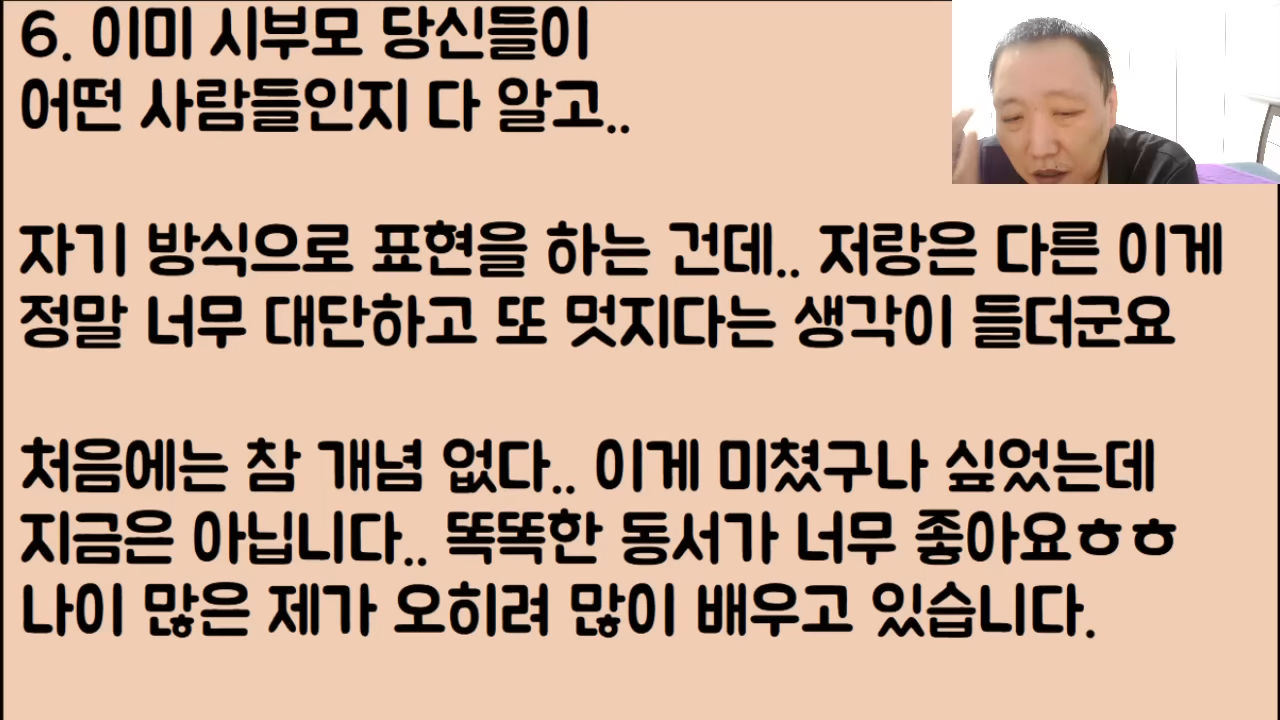 6. 이미 시부모 당신들이
어떤 사람들인지 다 알고..
자기 방식으로 표현을 하는 건데.. 저랑은 다른 이게
정말 너무 대단하고 또 멋지다는 생각이 들더군요
처음에는 참 개념 없다.. 이게 미쳤구나 싶었는데
지금은 아닙니다.. 똑똑한 동서가 너무 좋아요ㅎㅎ
나이 많은 제가 오히려 많이 배우고 있습니다.